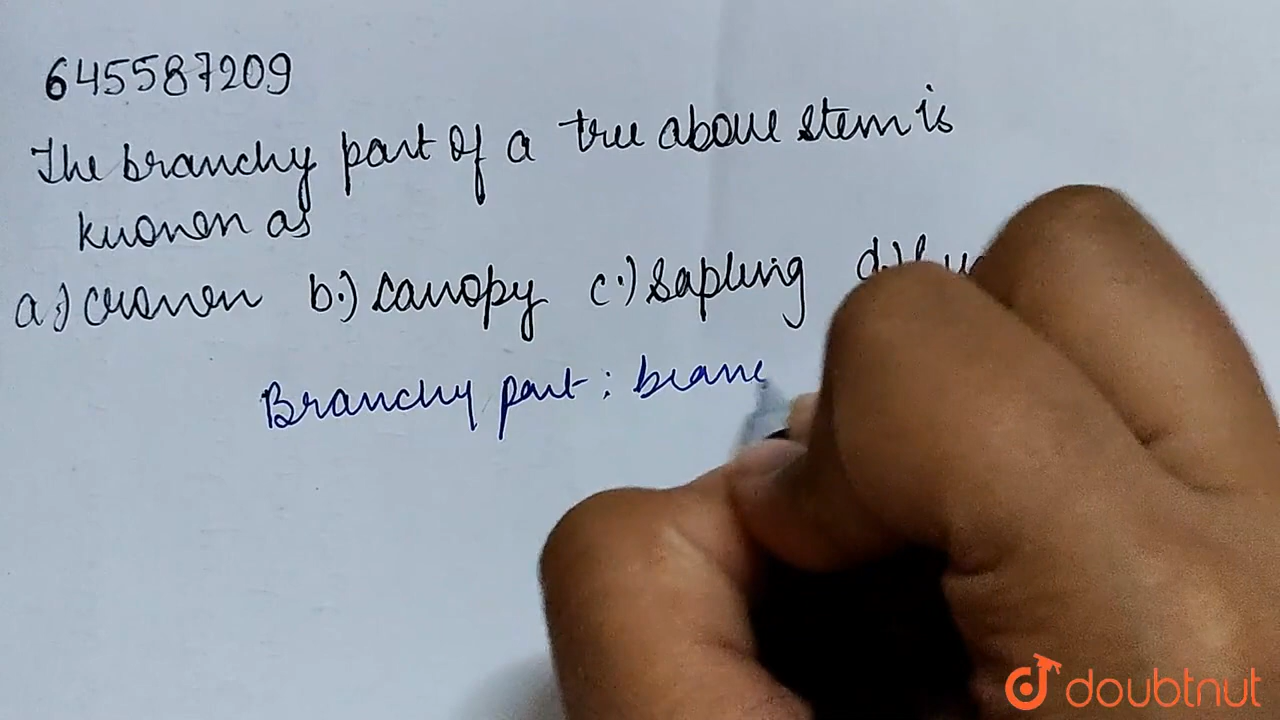 645587209
The branchy part of a tree above stem is
known as
a.) crown b.) canopy c.) sapling d.)
Branchy part : branc
doubtnut